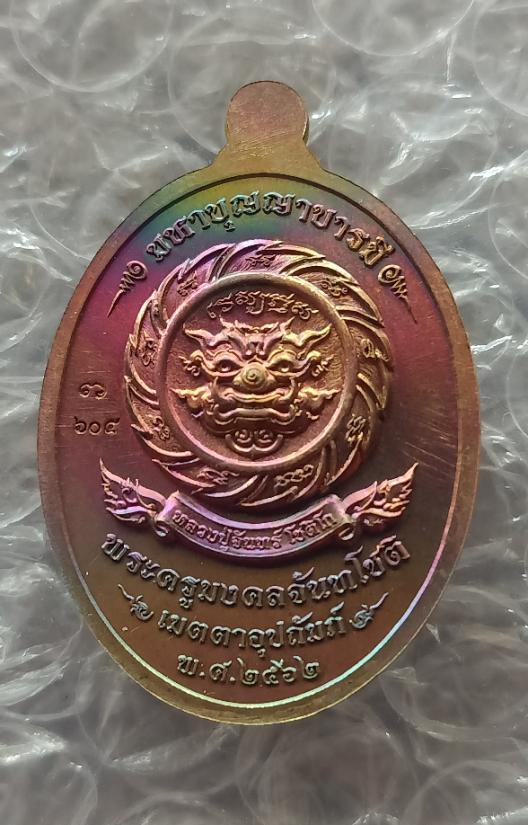 มหาบุญญาบารมี
๖๐๕
หลวงปู่จันทร์ โชติโก
พระครูมงคลจันทโชติ
เมตตาอุปถัมภ์
พ.ศ.๒๕๖๒